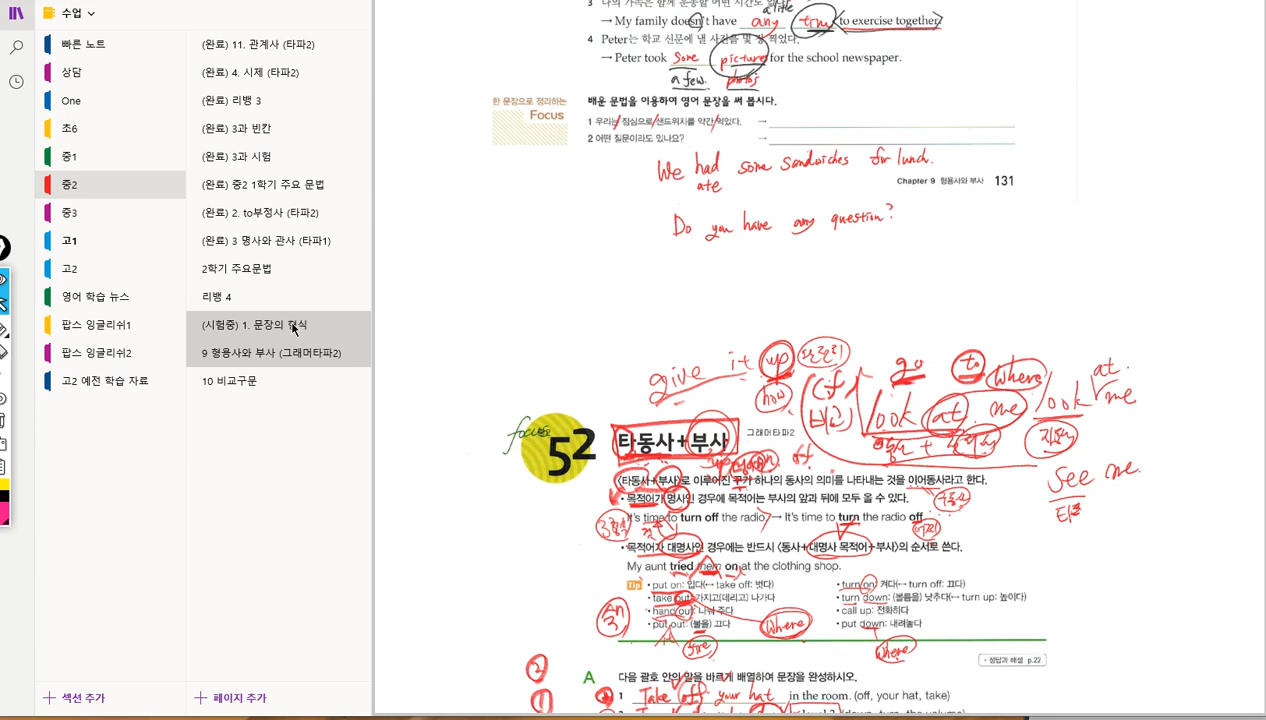 수업
빠른 노트
상담
One
초6
중1
중2
중3
고1
고2
영어 학습 뉴스
팝스 잉글리쉬1
팝스 잉글리쉬2
고2 예전 학습 자료
섹션 추가
(완료) 11. 관계사 (타파2)
(완료) 4. 시제 (타파2)
(완료) 리뱅 3
(완료) 3과 빈칸
(완료) 3과 시험
(완료) 중2 1학기 주요 문법
(완료) 2. to부정사 (타파2)
(완료) 3 명사와 관사 (타파1)
2학기 주요문법
리뱅 4
(시험중) 1. 문장의 형식
9 형용사와 부사 (그래머타파2)
10 비교구문
페이지 추가
3 나의 가족은 함께 운동할 어떤 시간도 없다.
a little
→ My family doesn't have any time to exercise together.
4 Peter는 학교 신문에 낼 사진을 몇 장 찍었다.
→ Peter took some picture for the school newspaper.
a few. photos
한 문장으로 정리하는
Focus
배운 문법을 이용하여 영어 문장을 써 봅시다.
1 우리는 점심으로 샌드위치를 약간 먹었다. →
2 어떤 질문이라도 있나요? →
We had some sandwiches for lunch.
ate
Chapter 9 형용사와 부사 131
Do you have any question?
give it up
how
go to where
look at me
look me
at.
see me.
focus
52
타동사+부사
그래머타파2
off
〈타동사+부사〉로 이루어진 구가 하나의 동사의 의미를 나타내는 것을 이어동사라고 한다.
• 목적어가 명사인 경우에 목적어는 부사의 앞과 뒤에 모두 올 수 있다.
It's time to turn off the radio → It's time to turn the radio off.
• 목적어가 대명사인 경우에는 반드시 〈동사+대명사 목적어+부사〉의 순서로 쓴다.
My aunt tried them on at the clothing shop.
Tip
• put on: 입다(↔ take off: 벗다)
• take out: 가지고(데리고) 나가다
• hand out: 나눠 주다
• put out: (불을) 끄다
• turn on: 켜다(↔ turn off: 끄다)
• turn down: (볼륨을) 낮추다(↔ turn up: 높이다)
• call up: 전화하다
• put down: 내려놓다
where
fire
where
• 정답과 해설 p.22
A 다음 괄호 안의 말을 바르게 배열하여 문장을 완성하시오.
②
①
1 Take off your hat in the room. (off, your hat, take)